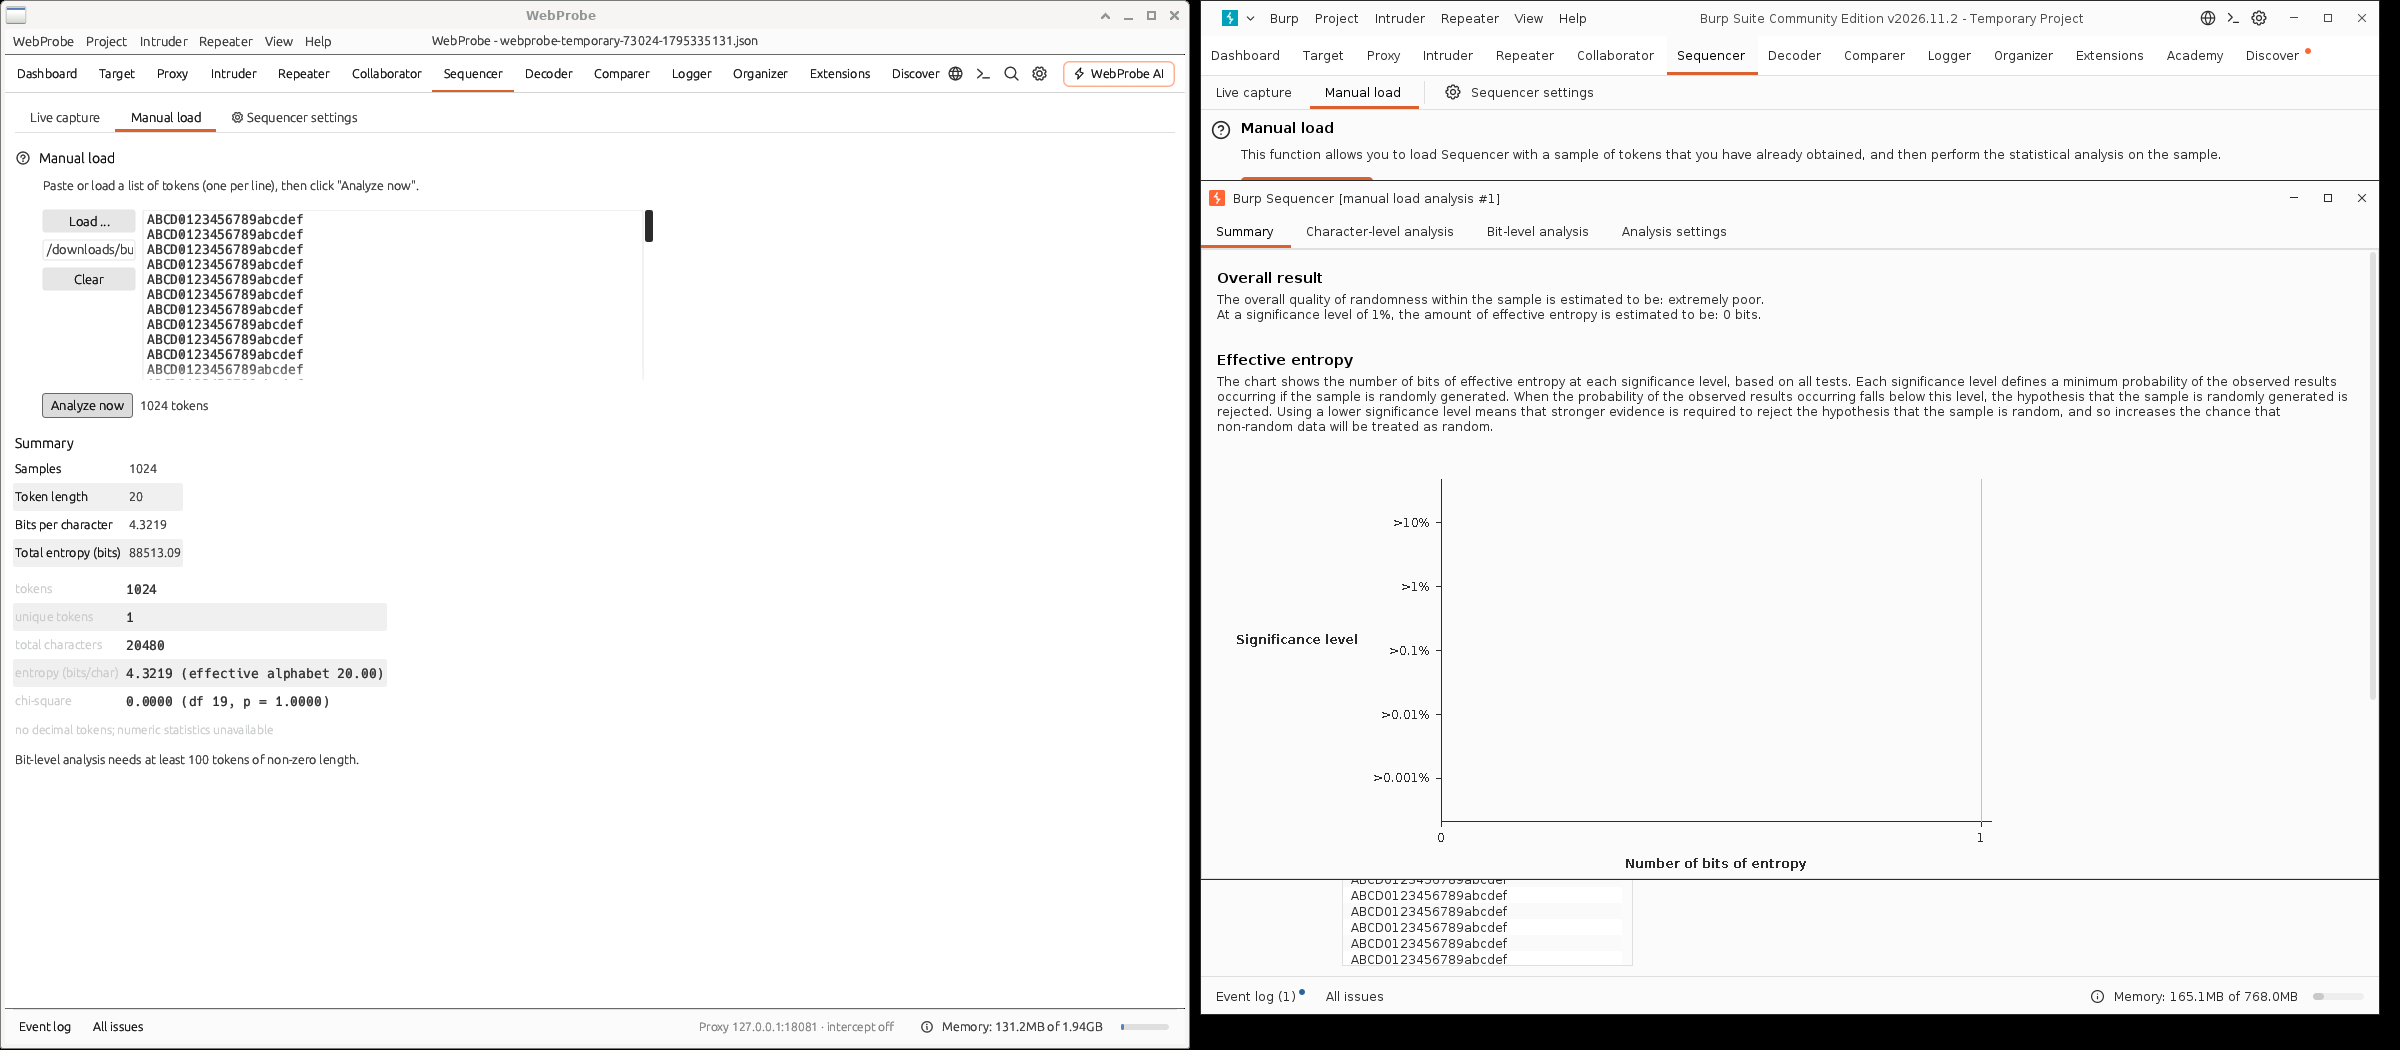 WebProbe
WebProbe Project Intruder Repeater View Help WebProbe - webprobe-temporary-73024-1795335131.json
Dashboard Target Proxy Intruder Repeater Collaborator Sequencer Decoder Comparer Logger Organizer Extensions Discover WebProbe AI
Live capture Manual load Sequencer settings
Manual load
Paste or load a list of tokens (one per line), then click "Analyze now".
Load ...
/downloads/bu
Clear
ABCD0123456789abcdef
ABCD0123456789abcdef
ABCD0123456789abcdef
ABCD0123456789abcdef
ABCD0123456789abcdef
ABCD0123456789abcdef
ABCD0123456789abcdef
ABCD0123456789abcdef
ABCD0123456789abcdef
ABCD0123456789abcdef
ABCD0123456789abcdef
Analyze now 1024 tokens
Summary
Samples 1024
Token length 20
Bits per character 4.3219
Total entropy (bits) 88513.09
tokens 1024
unique tokens 1
total characters 20480
entropy (bits/char) 4.3219 (effective alphabet 20.00)
chi-square 0.0000 (df 19, p = 1.0000)
no decimal tokens; numeric statistics unavailable
Bit-level analysis needs at least 100 tokens of non-zero length.
Event log All issues Proxy 127.0.0.1:18081 · intercept off Memory: 131.2MB of 1.94GB
Burp Project Intruder Repeater View Help Burp Suite Community Edition v2026.11.2 - Temporary Project
Dashboard Target Proxy Intruder Repeater Collaborator Sequencer Decoder Comparer Logger Organizer Extensions Academy Discover
Live capture Manual load Sequencer settings
Manual load
This function allows you to load Sequencer with a sample of tokens that you have already obtained, and then perform the statistical analysis on the sample.
Burp Sequencer [manual load analysis #1]
Summary Character-level analysis Bit-level analysis Analysis settings
Overall result
The overall quality of randomness within the sample is estimated to be: extremely poor.
At a significance level of 1%, the amount of effective entropy is estimated to be: 0 bits.
Effective entropy
The chart shows the number of bits of effective entropy at each significance level, based on all tests. Each significance level defines a minimum probability of the observed results
occurring if the sample is randomly generated. When the probability of the observed results occurring falls below this level, the hypothesis that the sample is randomly generated is
rejected. Using a lower significance level means that stronger evidence is required to reject the hypothesis that the sample is random, and so increases the chance that
non-random data will be treated as random.
>10%
>1%
Significance level
>0.1%
>0.01%
>0.001%
0 1
Number of bits of entropy
ABCD0123456789abcdef
ABCD0123456789abcdef
ABCD0123456789abcdef
ABCD0123456789abcdef
ABCD0123456789abcdef
ABCD0123456789abcdef
Event log (1) All issues Memory: 165.1MB of 768.0MB